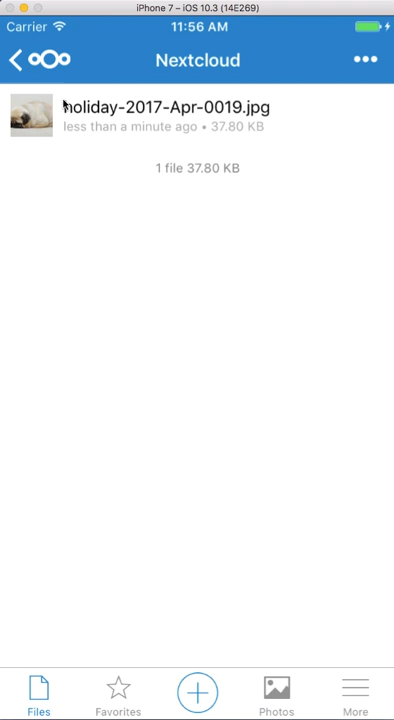 iPhone 7 – iOS 10.3 (14E269)
Carrier 11:56 AM
Nextcloud
holiday-2017-Apr-0019.jpg
less than a minute ago • 37.80 KB
1 file 37.80 KB
Files Favorites Photos More